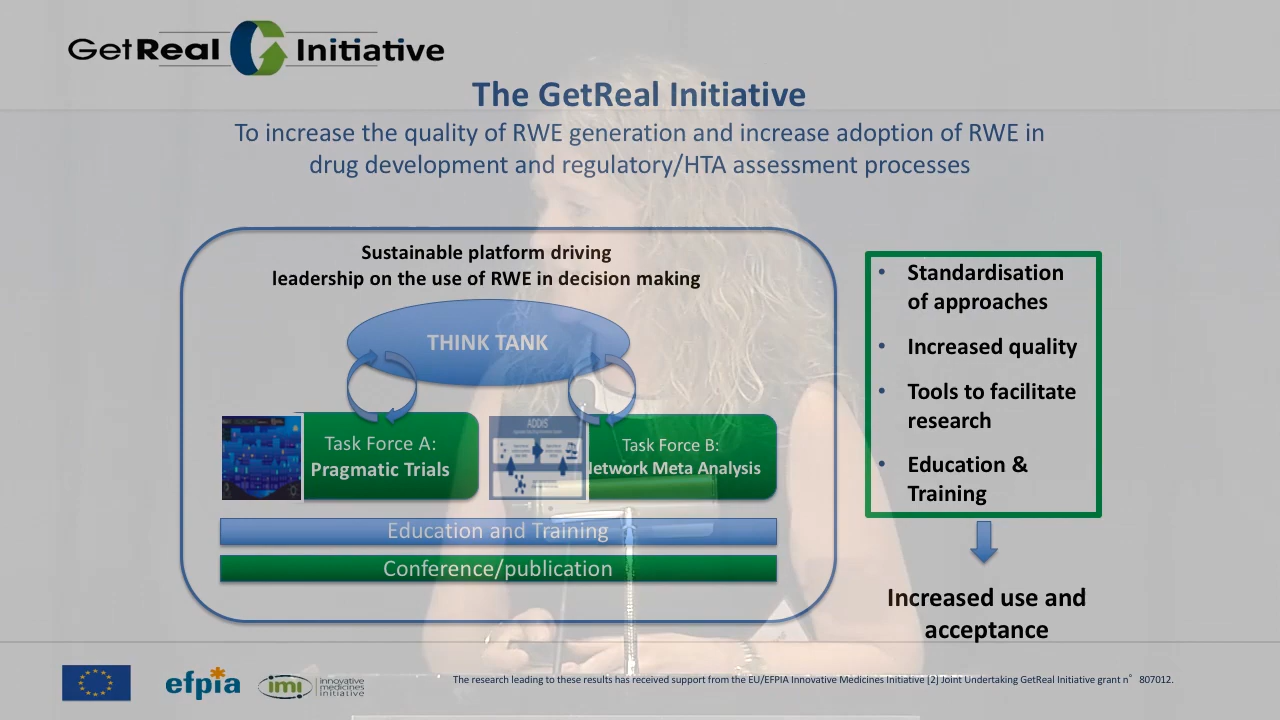 GetReal Initiative
The GetReal Initiative
To increase the quality of RWE generation and increase adoption of RWE in
drug development and regulatory/HTA assessment processes
Sustainable platform driving
leadership on the use of RWE in decision making
THINK TANK
Task Force A:
Pragmatic Trials
ADDIS
Task Force B:
Network Meta Analysis
Education and Training
Conference/publication
• Standardisation
of approaches
• Increased quality
• Tools to facilitate
research
• Education &
Training
Increased use and
acceptance
efpia
imi
innovative
medicines
initiative
The research leading to these results has received support from the EU/EFPIA Innovative Medicines Initiative [2] Joint Undertaking GetReal Initiative grant n° 807012.